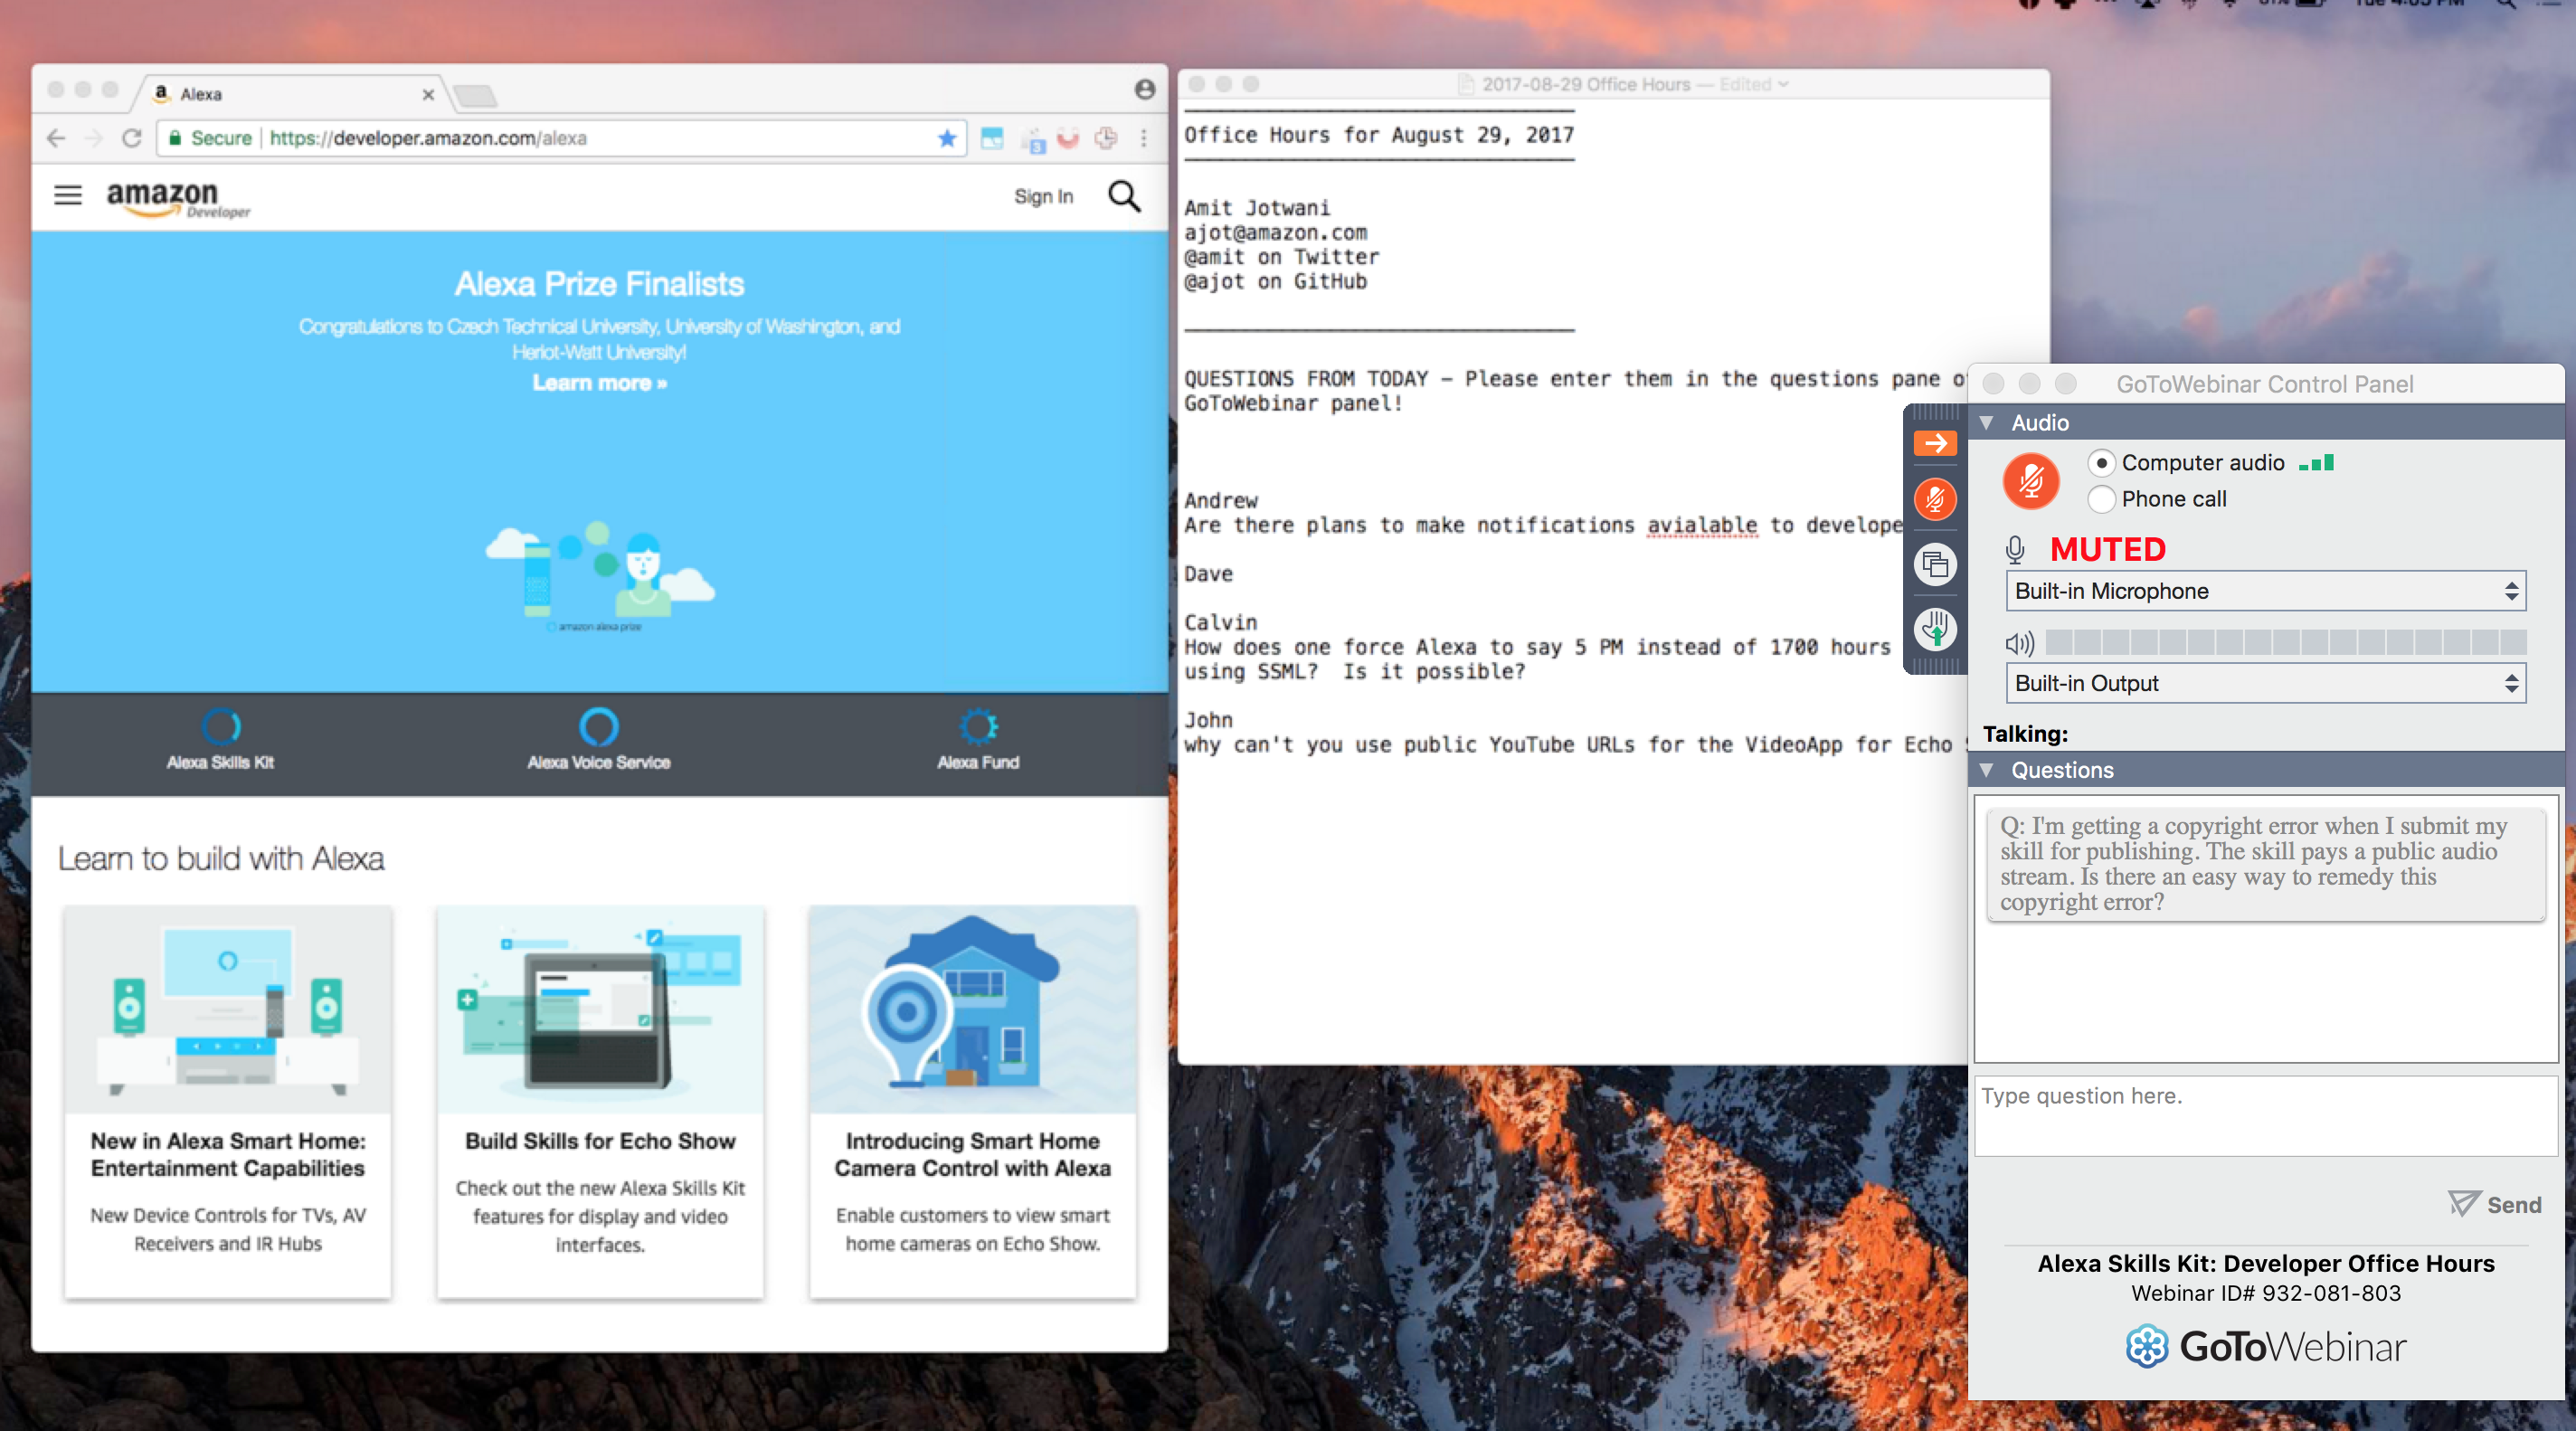 Tue 4:05 PM
Alexa
Secure
https://developer.amazon.com/alexa
3
amazon
Developer
Sign In
Alexa Prize Finalists
Congratulations to Czech Technical University, University of Washington, and
Heriot-Watt University!
Learn more »
amazon alexa prize
Alexa Skills Kit
Alexa Voice Service
Alexa Fund
Learn to build with Alexa
New in Alexa Smart Home:
Entertainment Capabilities
New Device Controls for TVs, AV
Receivers and IR Hubs
Build Skills for Echo Show
Check out the new Alexa Skills Kit
features for display and video
interfaces.
Introducing Smart Home
Camera Control with Alexa
Enable customers to view smart
home cameras on Echo Show.
2017-08-29 Office Hours — Edited
Office Hours for August 29, 2017
Amit Jotwani
ajot@amazon.com
@amit on Twitter
@ajot on GitHub
QUESTIONS FROM TODAY – Please enter them in the questions pane
GoToWebinar panel!
Andrew
Are there plans to make notifications avialable to develope
Dave
Calvin
How does one force Alexa to say 5 PM instead of 1700 hours
using SSML? Is it possible?
John
why can't you use public YouTube URLs for the VideoApp for Echo
GoToWebinar Control Panel
Audio
Computer audio
Phone call
MUTED
Built-in Microphone
Built-in Output
Talking:
Questions
Q: I'm getting a copyright error when I submit my
skill for publishing. The skill pays a public audio
stream. Is there an easy way to remedy this
copyright error?
Type question here.
Send
Alexa Skills Kit: Developer Office Hours
Webinar ID# 932-081-803
GoToWebinar